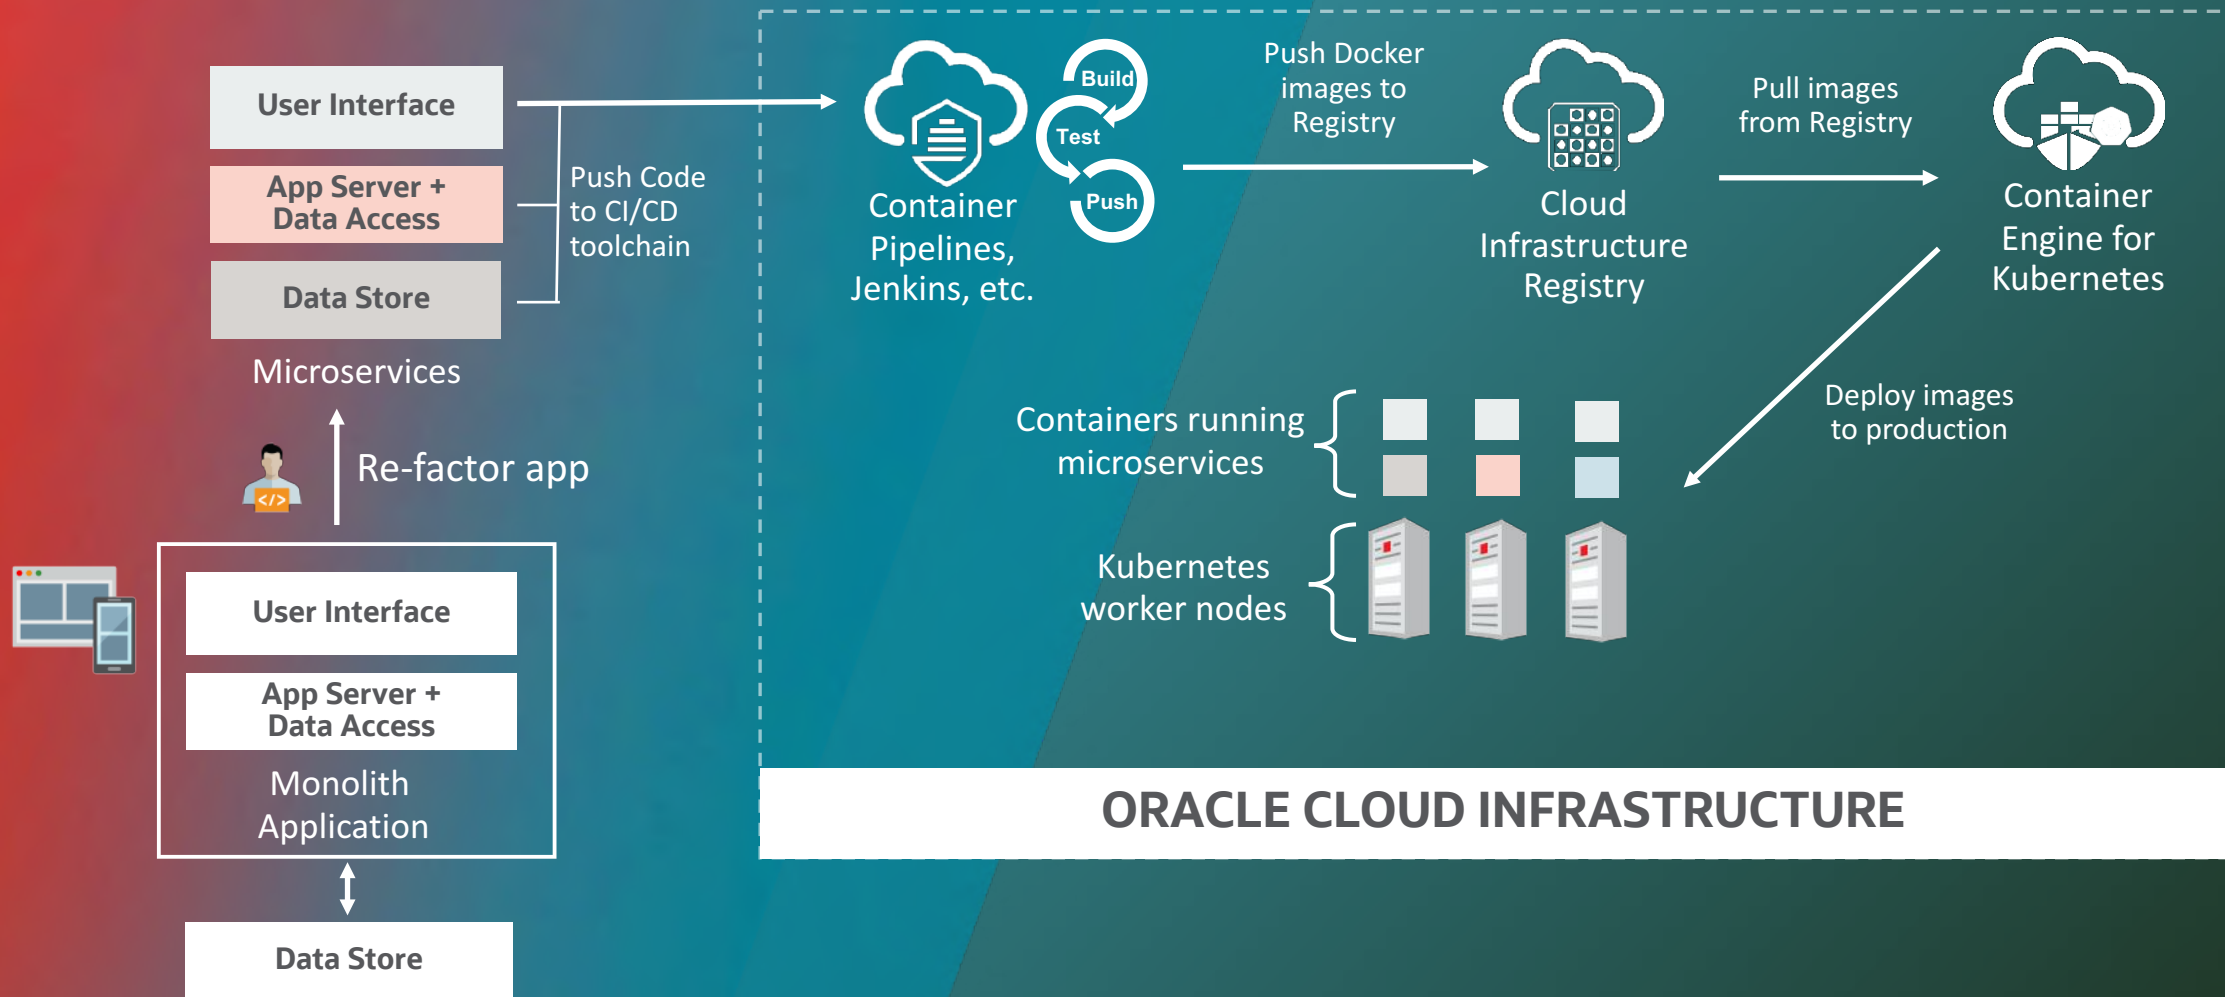 User Interface
App Server +
Data Access
Data Store
Microservices
Push Code
to CI/CD
toolchain
Re-factor app
</>
User Interface
App Server +
Data Access
Monolith
Application
Data Store
Container
Pipelines,
Jenkins, etc.
Build
Test
Push
Push Docker
images to
Registry
Cloud
Infrastructure
Registry
Pull images
from Registry
Container
Engine for
Kubernetes
Deploy images
to production
Containers running
microservices
Kubernetes
worker nodes
ORACLE CLOUD INFRASTRUCTURE